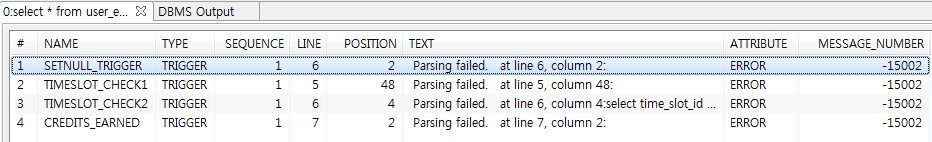 0:select * from user_e... DBMS Output
# NAME TYPE SEQUENCE LINE POSITION TEXT ATTRIBUTE MESSAGE_NUMBER
1 SETNULL_TRIGGER TRIGGER 1 6 2 Parsing failed. at line 6, column 2: ERROR -15002
2 TIMESLOT_CHECK1 TRIGGER 1 5 48 Parsing failed. at line 5, column 48: ERROR -15002
3 TIMESLOT_CHECK2 TRIGGER 1 6 4 Parsing failed. at line 6, column 4:select time_slot_id ... ERROR -15002
4 CREDITS_EARNED TRIGGER 1 7 2 Parsing failed. at line 7, column 2: ERROR -15002